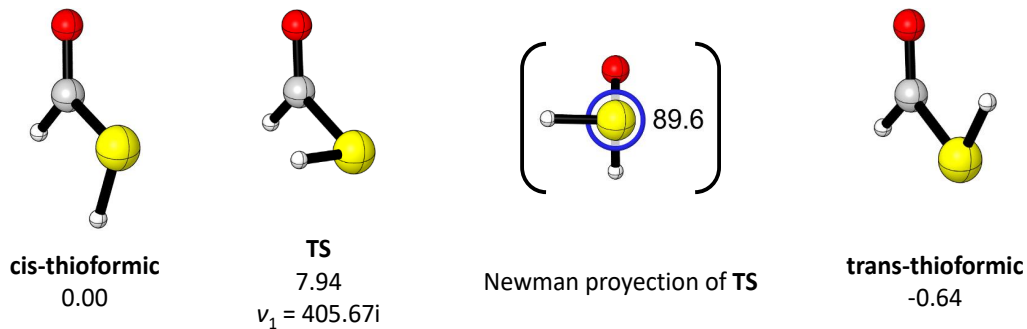 89.6
cis-thioformic
0.00
TS
7.94
ν₁ = 405.67i
Newman proyection of TS
trans-thioformic
-0.64